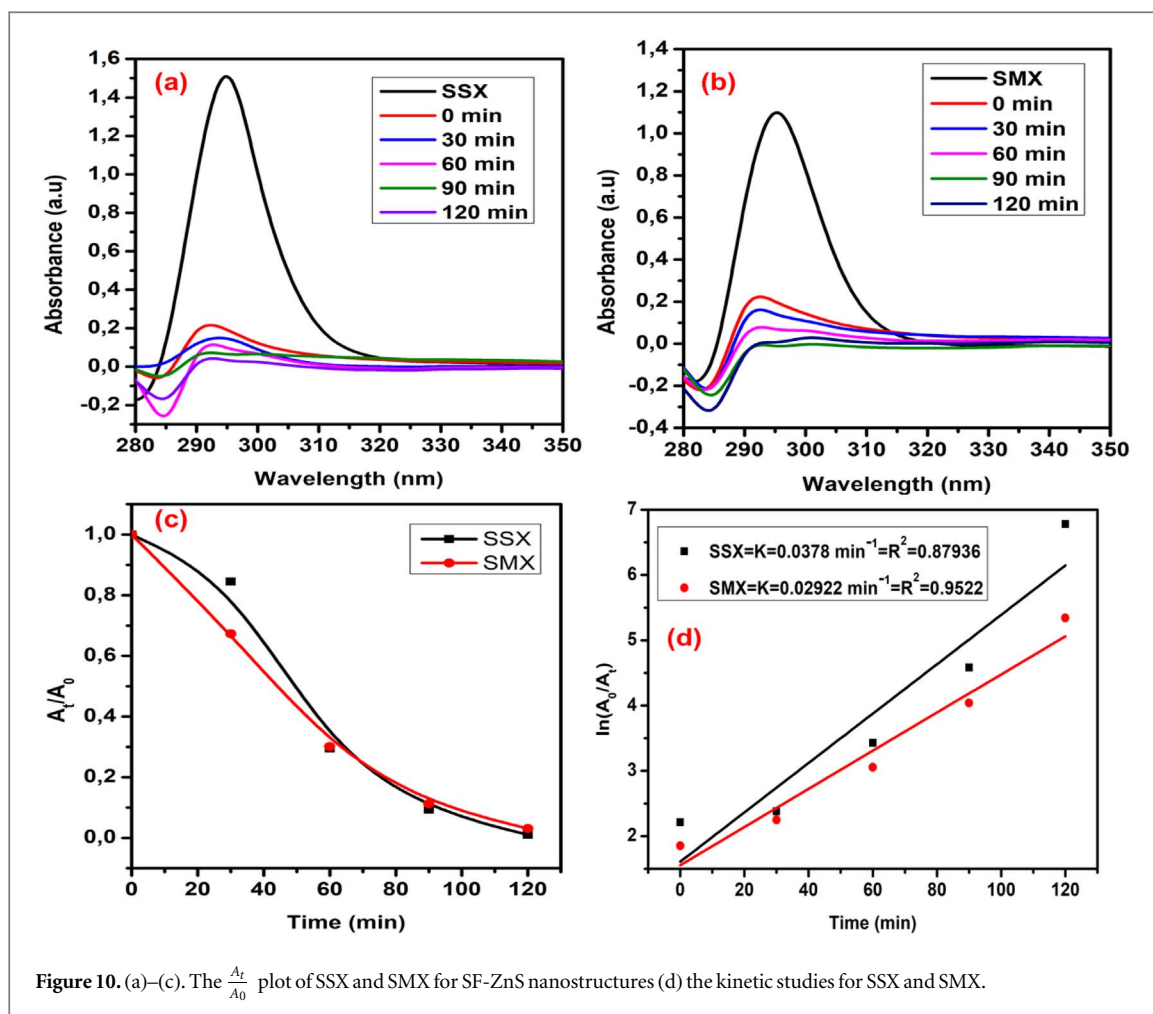 (a)
SSX
0 min
30 min
60 min
90 min
120 min
1,6
1,4
1,2
1,0
0,8
0,6
0,4
0,2
0,0
-0,2
Absorbance (a.u)
280 290 300 310 320 330 340 350
Wavelength (nm)
(b)
SMX
0 min
30 min
60 min
90 min
120 min
1,4
1,2
1,0
0,8
0,6
0,4
0,2
0,0
-0,2
-0,4
Absorbance (a.u)
280 290 300 310 320 330 340 350
Wavelength (nm)
(c)
SSX
SMX
1,0
0,8
0,6
0,4
0,2
0,0
A_t/A_0
0 20 40 60 80 100 120
Time (min)
7
6
5
4
3
2
ln(A_0/A_t)
SSX=K=0.0378 min⁻¹=R²=0.87936
SMX=K=0.02922 min⁻¹=R²=0.9522
(d)
0 20 40 60 80 100 120
Time (min)
Figure 10. (a)–(c). The A_t/A_0 plot of SSX and SMX for SF-ZnS nanostructures (d) the kinetic studies for SSX and SMX.